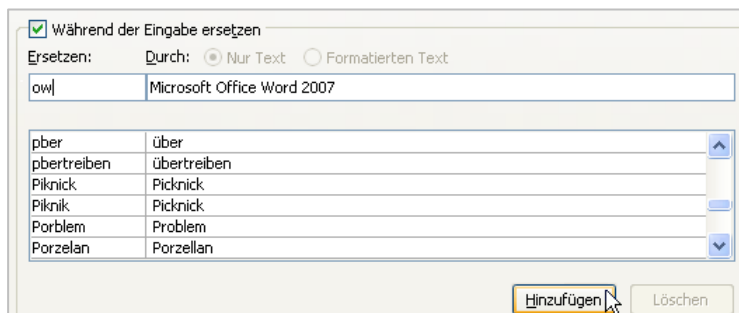 Während der Eingabe ersetzen
Ersetzen: Durch: Nur Text Formatierten Text
ow Microsoft Office Word 2007
pber über
pbertreiben übertreiben
Piknick Picknick
Piknik Picknick
Porblem Problem
Porzelan Porzellan
Hinzufügen Löschen